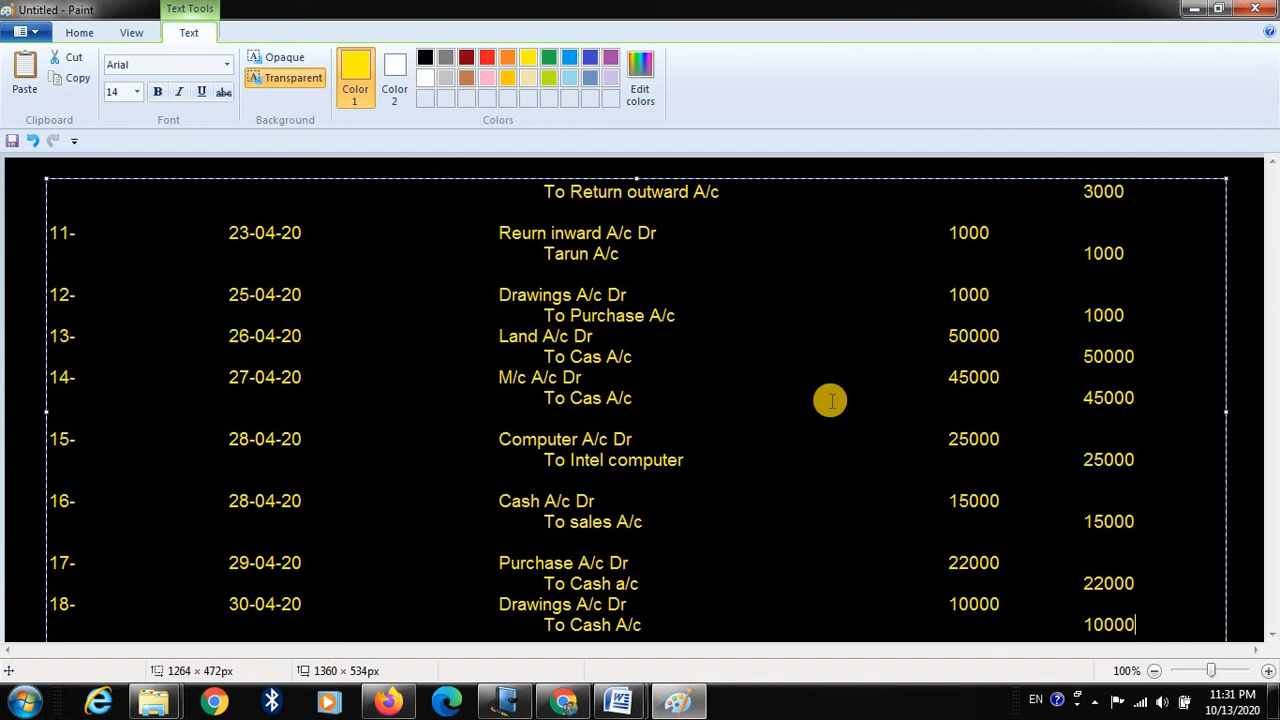 Untitled - Paint
Text Tools
Home View Text
Paste
Cut
Copy
Clipboard
Arial
14 B I U abc
Font
Opaque
Transparent
Background
Color 1
Color 2
Edit colors
Colors
To Return outward A/c 3000
11- 23-04-20 Reurn inward A/c Dr 1000
Tarun A/c 1000
12- 25-04-20 Drawings A/c Dr 1000
To Purchase A/c 1000
13- 26-04-20 Land A/c Dr 50000
To Cas A/c 50000
14- 27-04-20 M/c A/c Dr 45000
To Cas A/c 45000
15- 28-04-20 Computer A/c Dr 25000
To Intel computer 25000
16- 28-04-20 Cash A/c Dr 15000
To sales A/c 15000
17- 29-04-20 Purchase A/c Dr 22000
To Cash a/c 22000
18- 30-04-20 Drawings A/c Dr 10000
To Cash A/c 10000
1264 × 472px 1360 × 534px 100%
EN 11:31 PM
10/13/2020